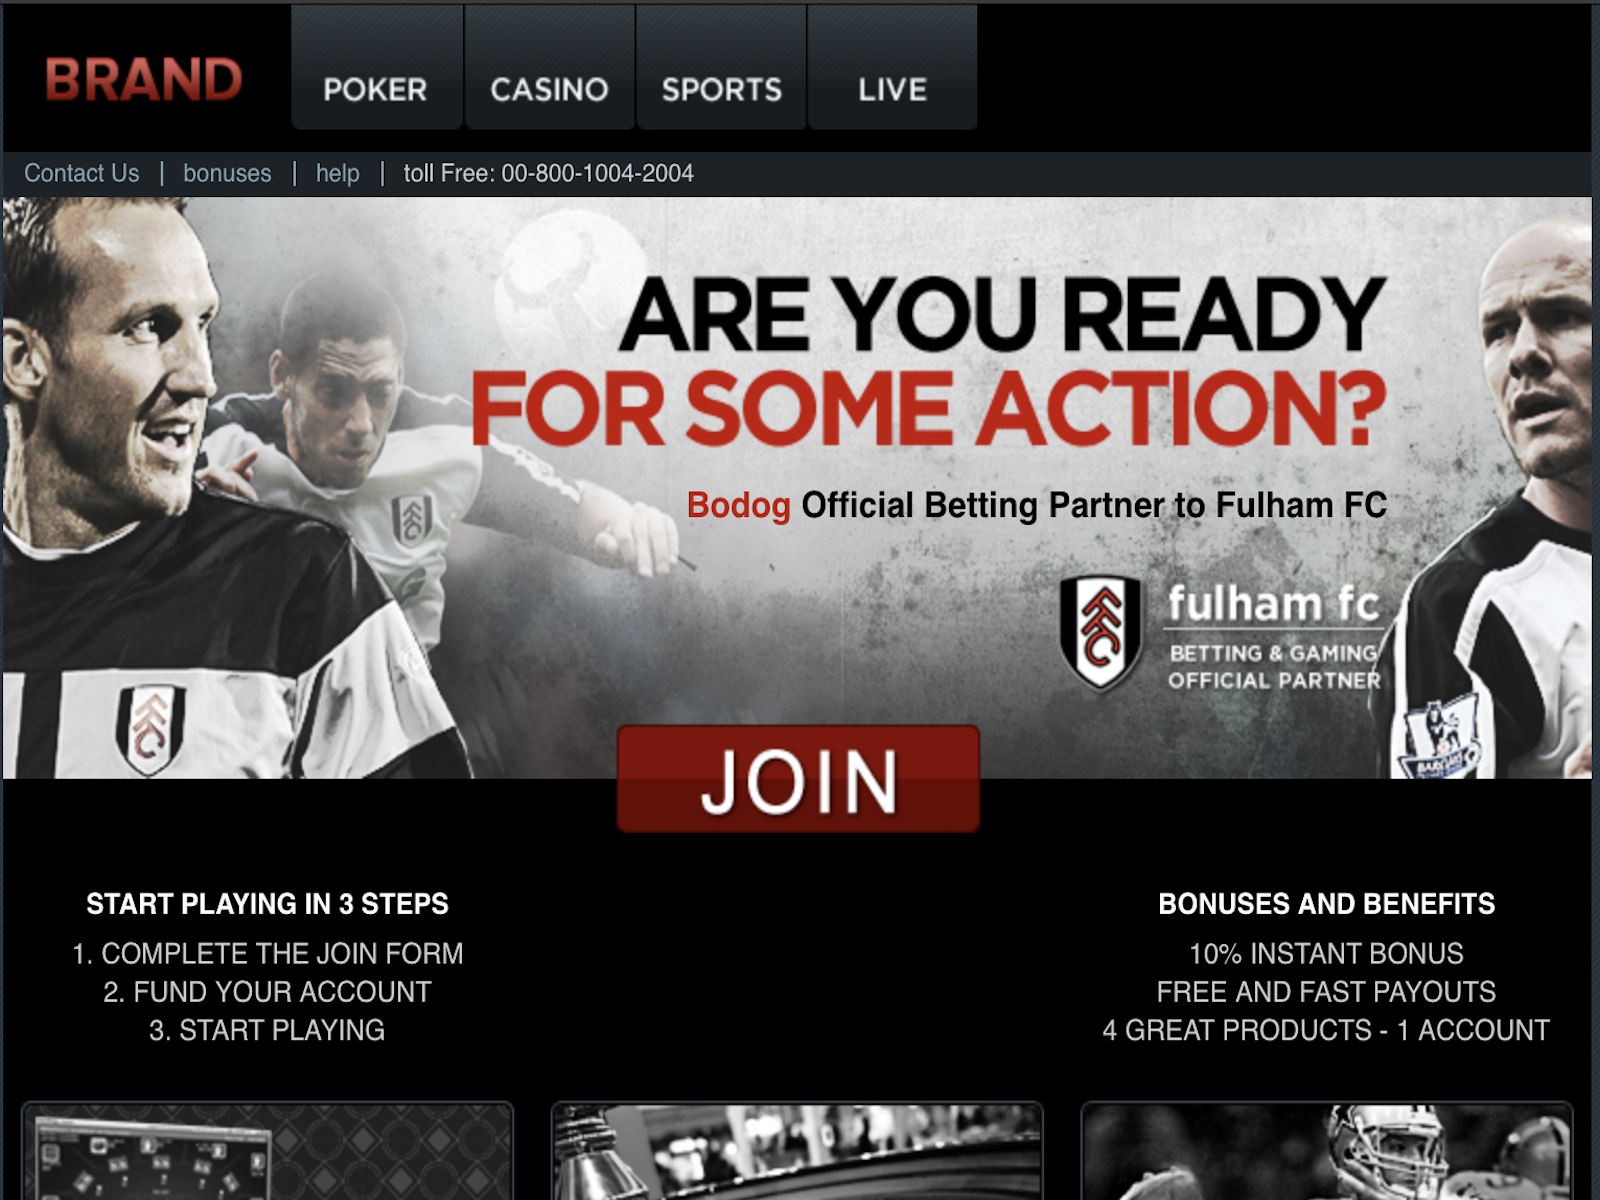 BRAND
POKER CASINO SPORTS LIVE
Contact Us | bonuses | help | toll Free: 00-800-1004-2004
ARE YOU READY
FOR SOME ACTION?
Bodog Official Betting Partner to Fulham FC
FFC
fulham fc
BETTING & GAMING
OFFICIAL PARTNER
FFC
BARCLAYS
JOIN
START PLAYING IN 3 STEPS
1. COMPLETE THE JOIN FORM
2. FUND YOUR ACCOUNT
3. START PLAYING
BONUSES AND BENEFITS
10% INSTANT BONUS
FREE AND FAST PAYOUTS
4 GREAT PRODUCTS - 1 ACCOUNT